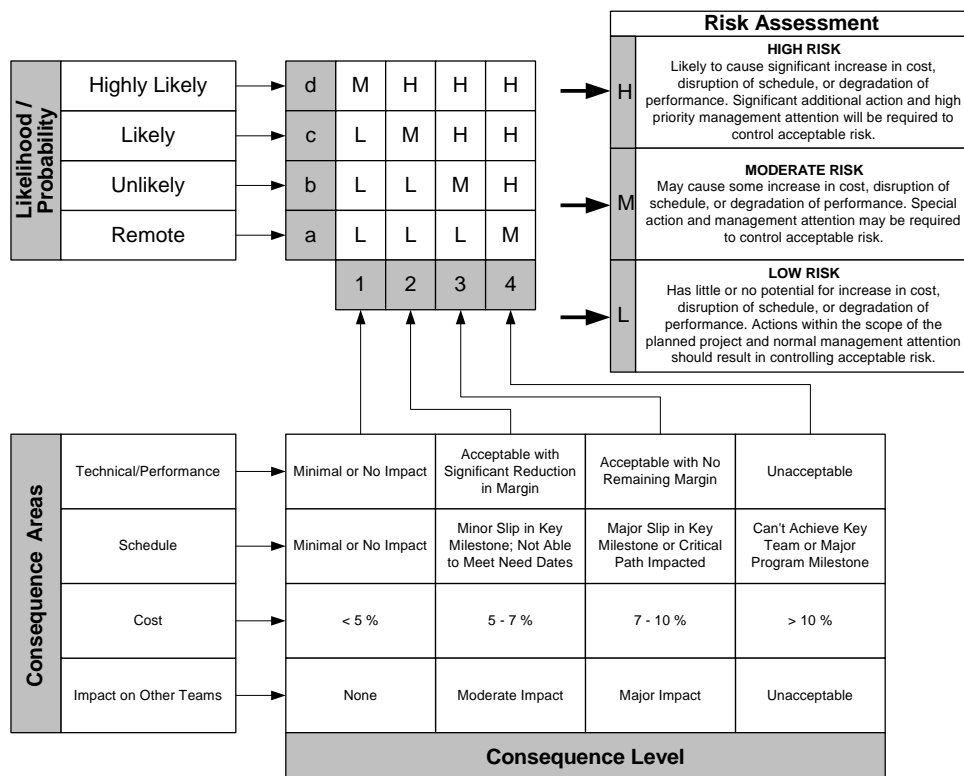 Risk Assessment
H
HIGH RISK
Likely to cause significant increase in cost,
disruption of schedule, or degradation of
performance. Significant additional action and high
priority management attention will be required to
control acceptable risk.
M
MODERATE RISK
May cause some increase in cost, disruption of
schedule, or degradation of performance. Special
action and management attention may be required
to control acceptable risk.
L
LOW RISK
Has little or no potential for increase in cost,
disruption of schedule, or degradation of
performance. Actions within the scope of the
planned project and normal management attention
should result in controlling acceptable risk.
Likelihood /
Probability
Highly Likely
d M H H H
Likely
c L M H H
Unlikely
b L L M H
Remote
a L L L M
1 2 3 4
Consequence Areas
Technical/Performance
Minimal or No Impact
Acceptable with
Significant Reduction
in Margin
Acceptable with No
Remaining Margin
Unacceptable
Schedule
Minimal or No Impact
Minor Slip in Key
Milestone; Not Able
to Meet Need Dates
Major Slip in Key
Milestone or Critical
Path Impacted
Can't Achieve Key
Team or Major
Program Milestone
Cost
< 5 %
5 - 7 %
7 - 10 %
> 10 %
Impact on Other Teams
None
Moderate Impact
Major Impact
Unacceptable
Consequence Level